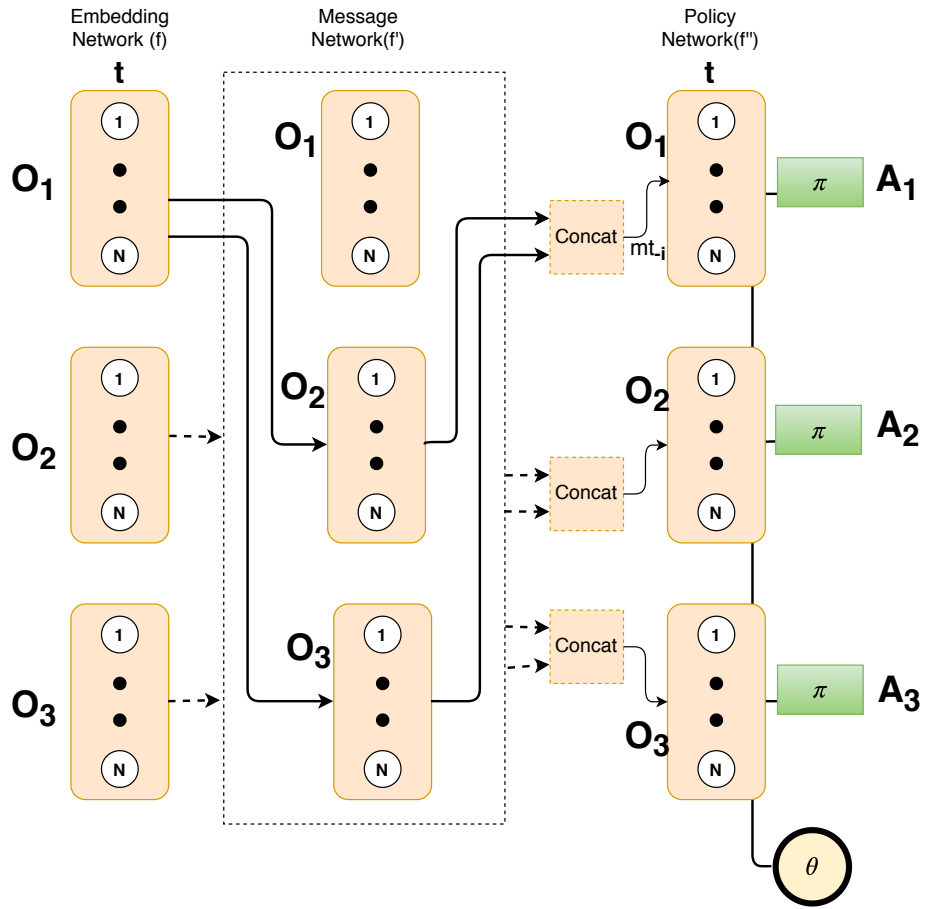 Embedding
Network (f)
Message
Network(f')
Policy
Network(f'')
t
t
O1
1
N
O1
1
N
Concat
mt-i
O1
1
N
π
A1
O2
1
N
O2
1
N
Concat
O2
1
N
π
A2
O3
1
N
O3
1
N
Concat
O3
1
N
π
A3
θ